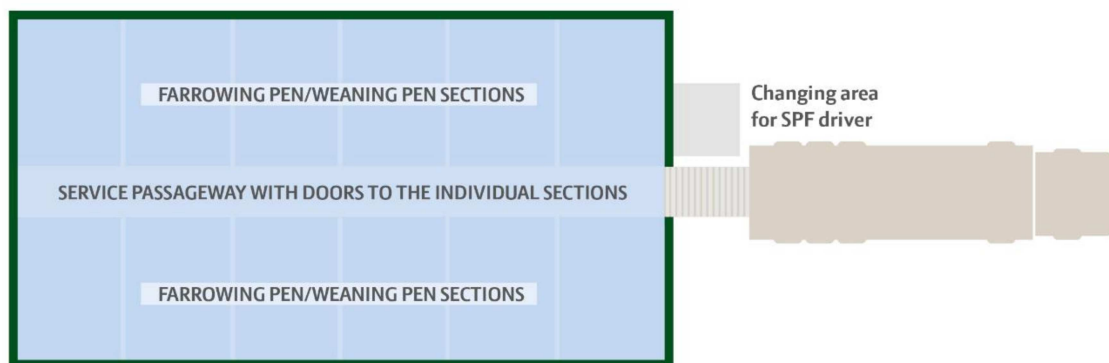 FARROWING PEN/WEANING PEN SECTIONS
Changing area
for SPF driver
SERVICE PASSAGEWAY WITH DOORS TO THE INDIVIDUAL SECTIONS
FARROWING PEN/WEANING PEN SECTIONS